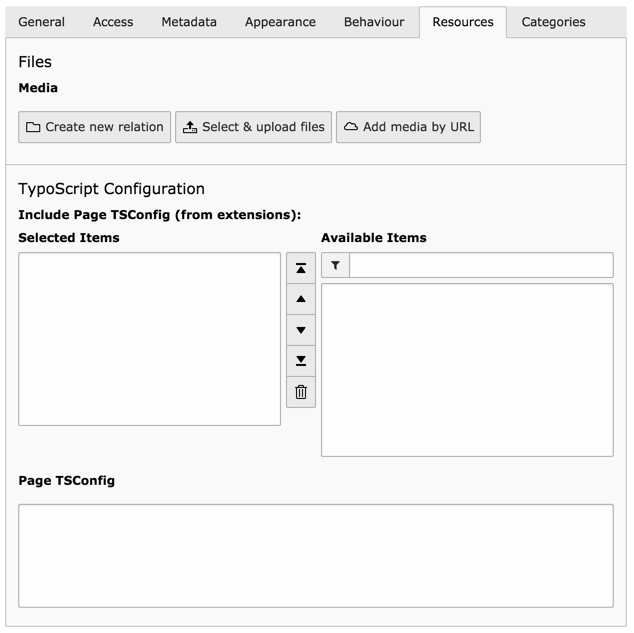 General Access Metadata Appearance Behaviour Resources Categories
Files
Media
Create new relation Select & upload files Add media by URL
TypoScript Configuration
Include Page TSConfig (from extensions):
Selected Items Available Items
Page TSConfig